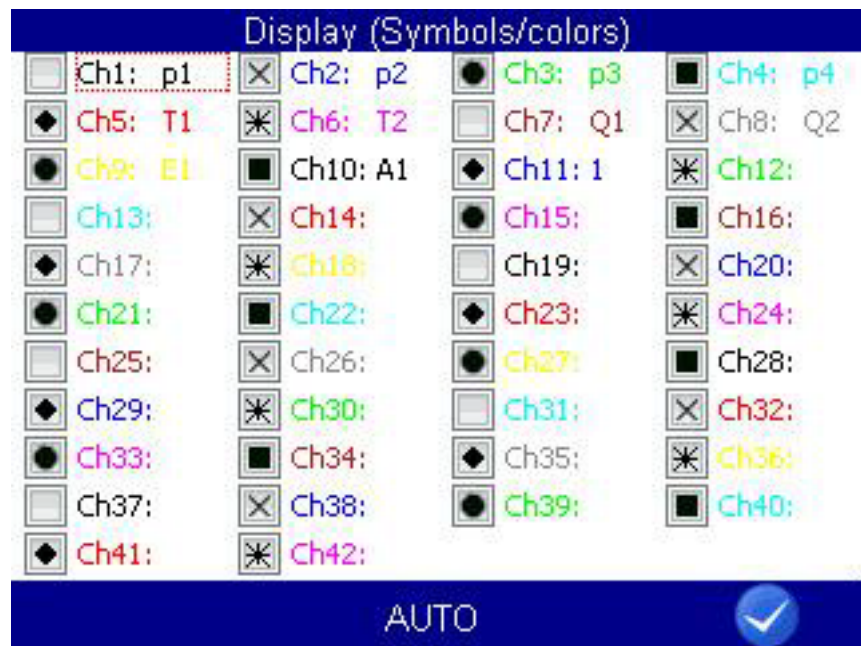 Display (Symbols/colors)
Ch1: p1 Ch2: p2 Ch3: p3 Ch4: p4
Ch5: T1 Ch6: T2 Ch7: Q1 Ch8: Q2
Ch9: E1 Ch10: A1 Ch11: 1 Ch12:
Ch13: Ch14: Ch15: Ch16:
Ch17: Ch18: Ch19: Ch20:
Ch21: Ch22: Ch23: Ch24:
Ch25: Ch26: Ch27: Ch28:
Ch29: Ch30: Ch31: Ch32:
Ch33: Ch34: Ch35: Ch36:
Ch37: Ch38: Ch39: Ch40:
Ch41: Ch42:
AUTO